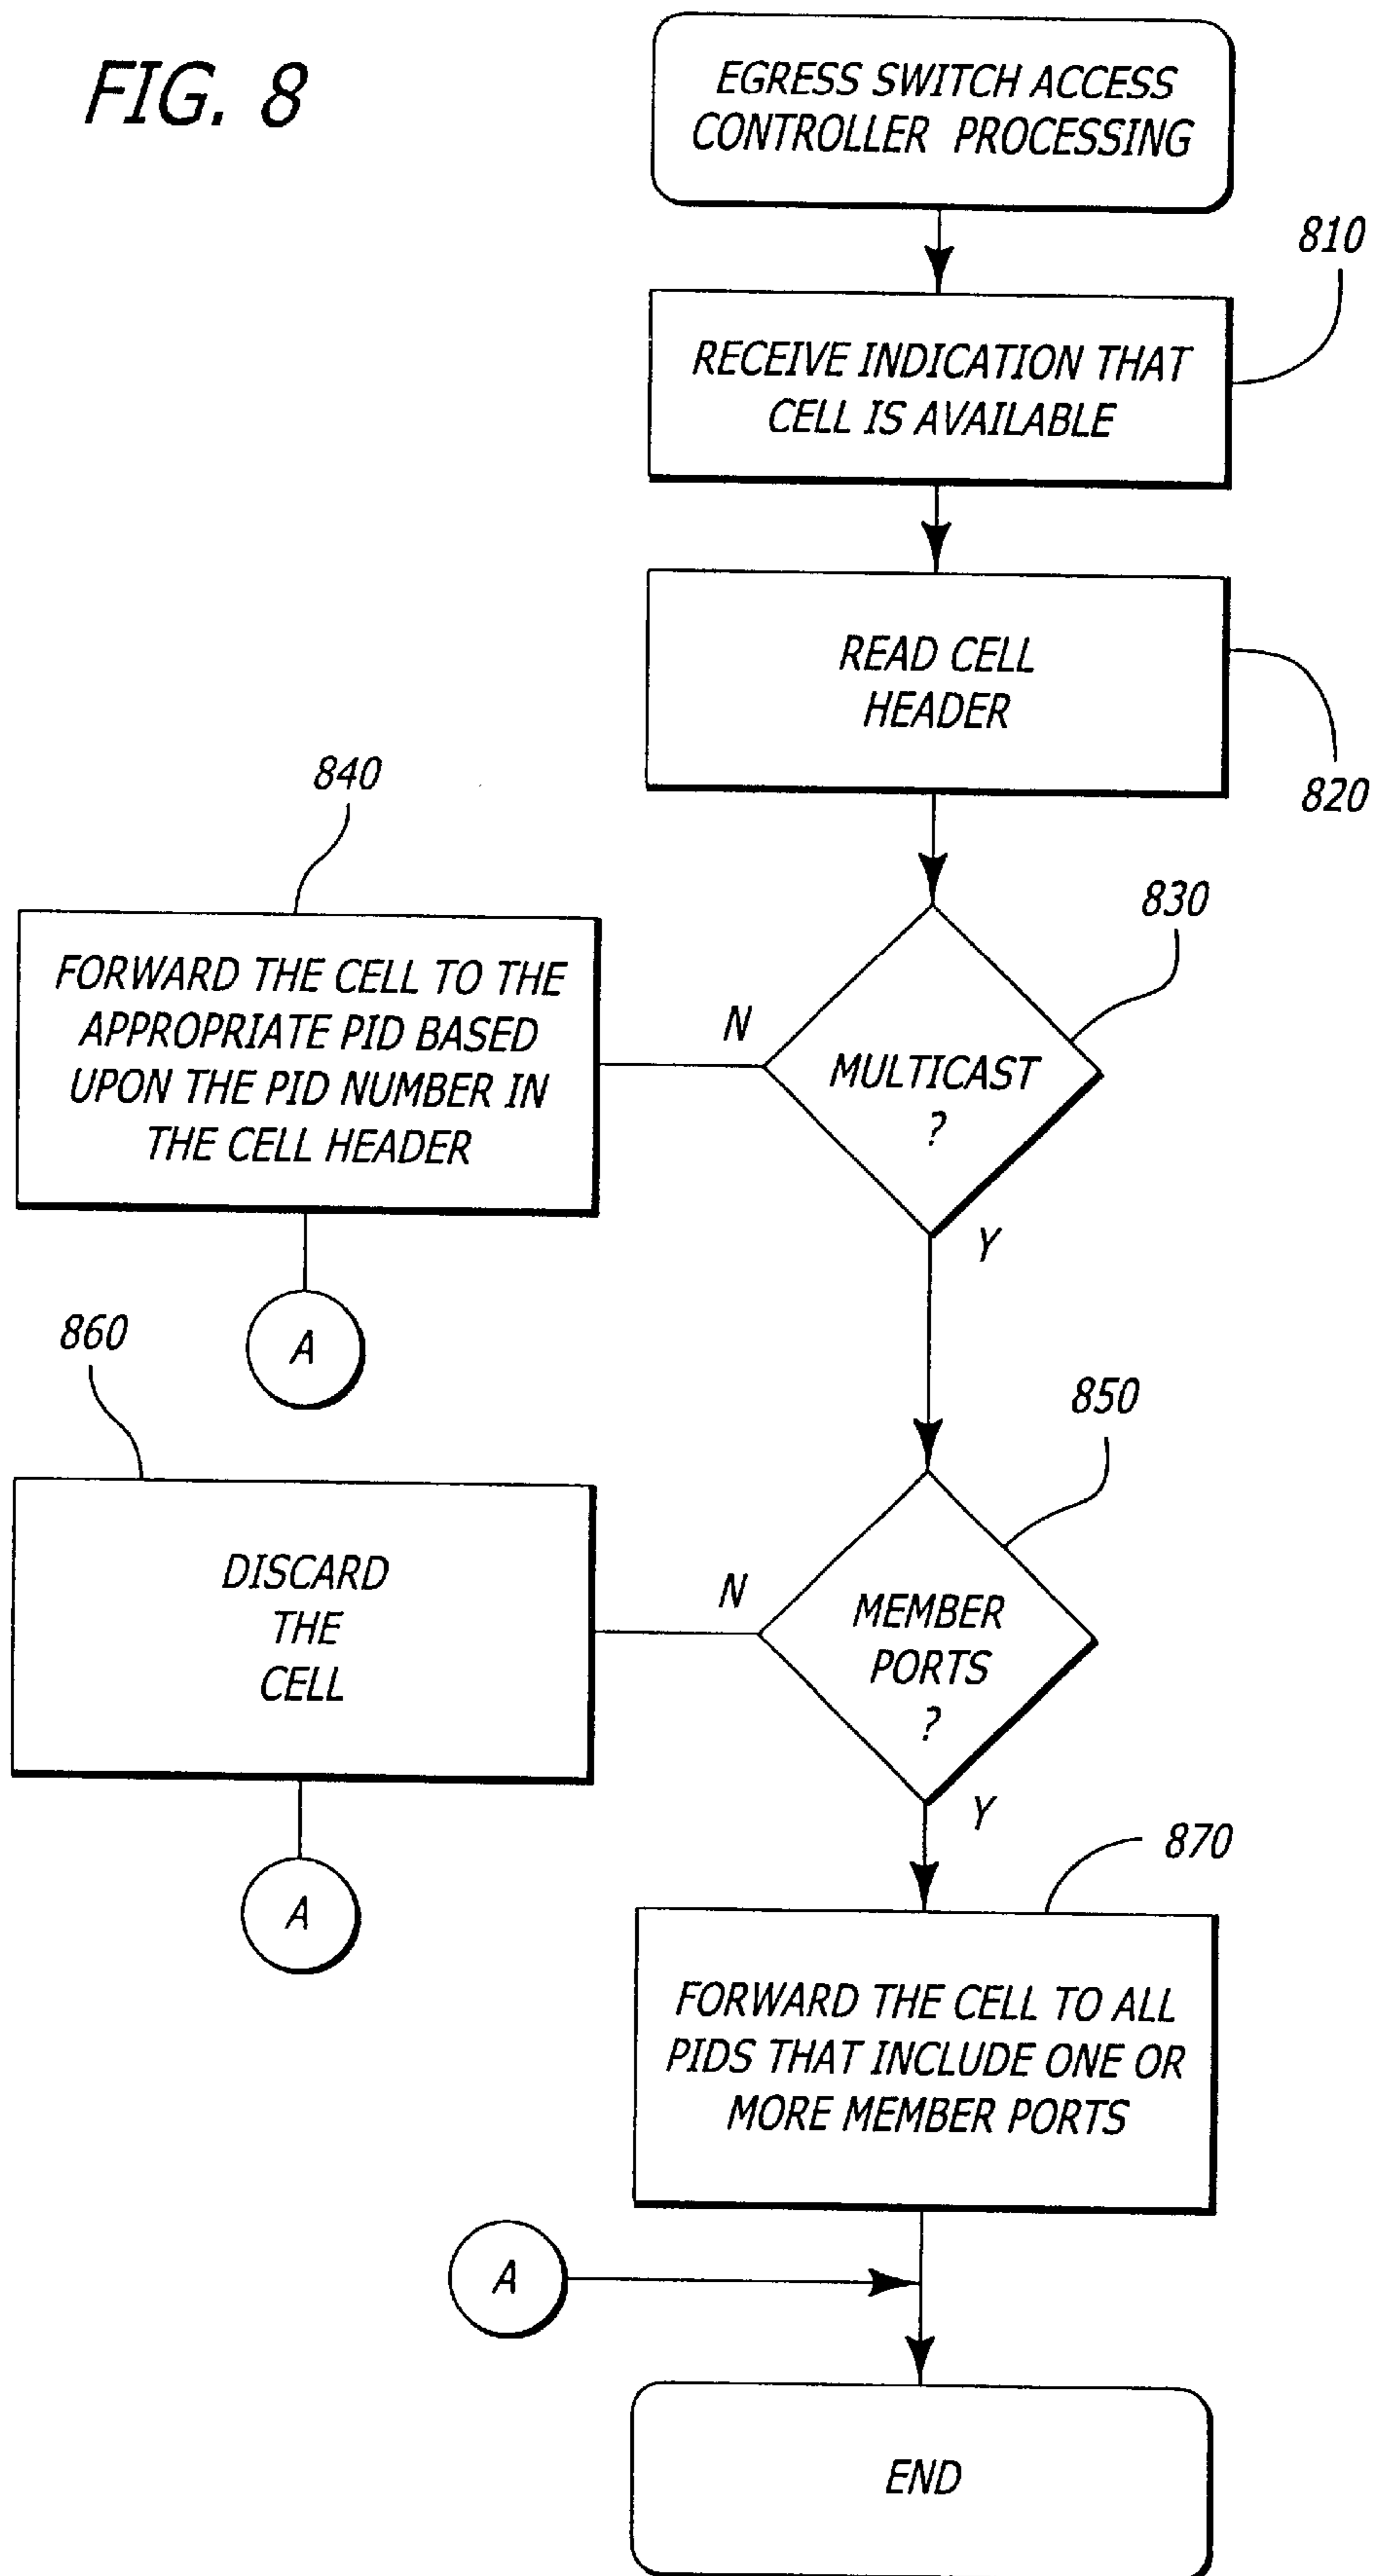 FIG. 8
EGRESS SWITCH ACCESS
CONTROLLER PROCESSING
810
RECEIVE INDICATION THAT
CELL IS AVAILABLE
READ CELL
HEADER
820
840
830
FORWARD THE CELL TO THE
APPROPRIATE PID BASED
UPON THE PID NUMBER IN
THE CELL HEADER
N
MULTICAST
?
Y
A
860
850
DISCARD
THE
CELL
N
MEMBER
PORTS
?
Y
A
870
FORWARD THE CELL TO ALL
PIDS THAT INCLUDE ONE OR
MORE MEMBER PORTS
A
END